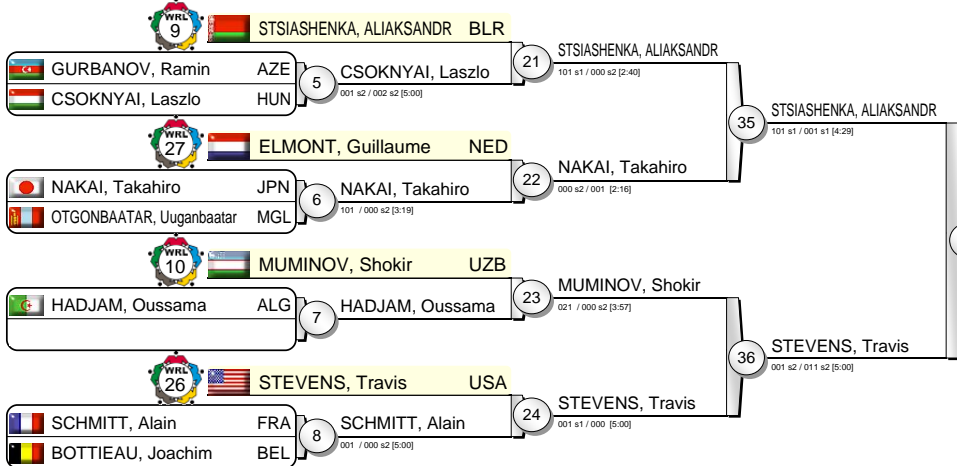 WRL
9
STSIASHENKA, ALIAKSANDR BLR
GURBANOV, Ramin AZE
CSOKNYAI, Laszlo HUN
5
CSOKNYAI, Laszlo
001 s2 / 002 s2 [5:00]
21
STSIASHENKA, ALIAKSANDR
101 s1 / 000 s2 [2:40]
WRL
27
ELMONT, Guillaume NED
NAKAI, Takahiro JPN
OTGONBAATAR, Uuganbaatar MGL
6
NAKAI, Takahiro
101 / 000 s2 [3:19]
22
NAKAI, Takahiro
000 s2 / 001 [2:16]
35
STSIASHENKA, ALIAKSANDR
101 s1 / 001 s1 [4:29]
WRL
10
MUMINOV, Shokir UZB
HADJAM, Oussama ALG
7
HADJAM, Oussama
23
MUMINOV, Shokir
021 / 000 s2 [3:57]
WRL
26
STEVENS, Travis USA
SCHMITT, Alain FRA
BOTTIEAU, Joachim BEL
8
SCHMITT, Alain
001 / 000 s2 [5:00]
24
STEVENS, Travis
001 s1 / 000 [5:00]
36
STEVENS, Travis
001 s2 / 011 s2 [5:00]